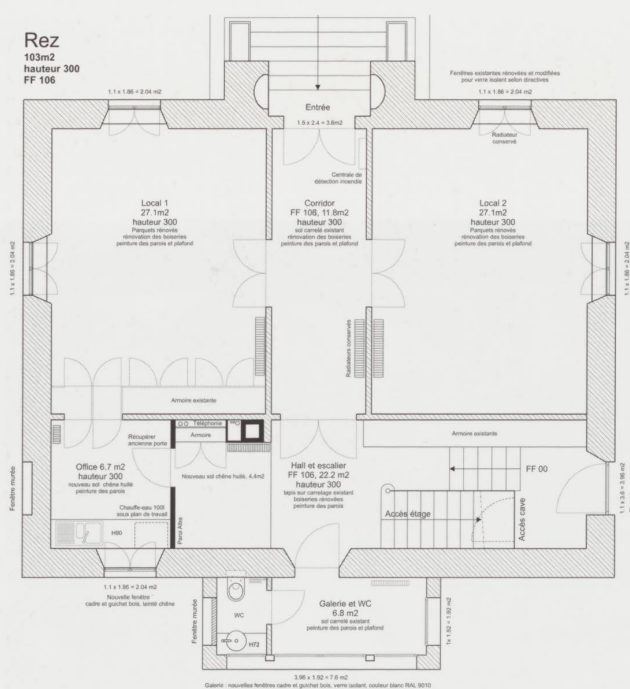 Rez
103m2
hauteur 300
FF 106
Fenêtres existantes rénovées et modifiées
pour verre isolant selon directives
1.1 x 1.86 = 2.04 m2
1.1 x 1.86 = 2.04 m2
Entrée
1.5 x 2.4 = 3.6m2
Radiateur
conservé
Centrale de
détection incendie
Local 1
27.1m2
hauteur 300
Parquets rénovés
rénovation des boiseries
peinture des parois et plafond
Corridor
FF 106, 11.8m2
hauteur 300
sol carrelé existant
rénovation des boiseries
peinture des parois et plafond
Local 2
27.1m2
hauteur 300
Parquets rénovés
rénovation des boiseries
peinture des parois et plafond
1.1 x 1.86 = 2.04 m2
1.1 x 1.86 = 2.04 m2
Radiateurs conservés
Armoire existante
Récupérer
ancienne porte
Téléphonie
Armoire
Armoire existante
Office 6.7 m2
hauteur 300
nouveau sol chêne huilé
peinture des parois
Nouveau sol chêne huilé, 4,4m2
Hall et escalier
FF 106, 22.2 m2
hauteur 300
tapis sur carrelage existant
boiseries rénovées
peinture des parois
FF 00
Fenêtre murée
Chauffe-eau 100l
sous plan de travail
H90
Paroi Alba
Accès étage
Accès cave
1.1 x 3.6 = 3.96 m2
1.1 x 1.86 = 2.04 m2
Nouvelle fenêtre
cadre et guichet bois, teinté chêne
Fenêtre murée
WC
H72
Galerie et WC
6.8 m2
sol carrelé existant
peinture des parois et plafond
1x 1.92 = 1.92 m2
3.96 x 1.92 = 7.6 m2
Galerie : nouvelles fenêtres cadre et guichet bois, verre isolant, couleur blanc RAL 9010